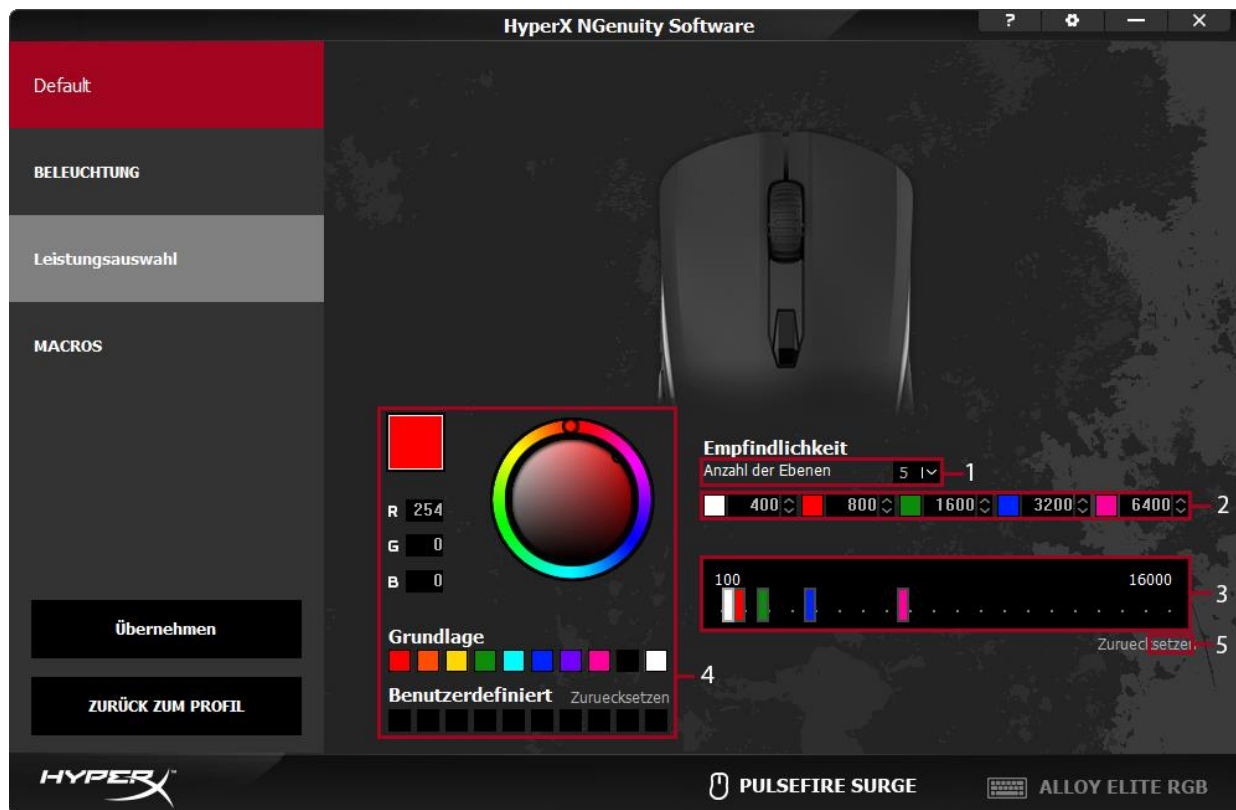 HyperX NGenuity Software
?
Default
BELEUCHTUNG
Leistungsauswahl
MACROS
Übernehmen
ZURÜCK ZUM PROFIL
R 254
G 0
B 0
Grundlage
Benutzerdefiniert Zuruecksetzen
4
Empfindlichkeit
Anzahl der Ebenen 5
1
400 800 1600 3200 6400
2
100 16000
3
Zuruecksetzen
5
HYPERX
PULSEFIRE SURGE
ALLOY ELITE RGB